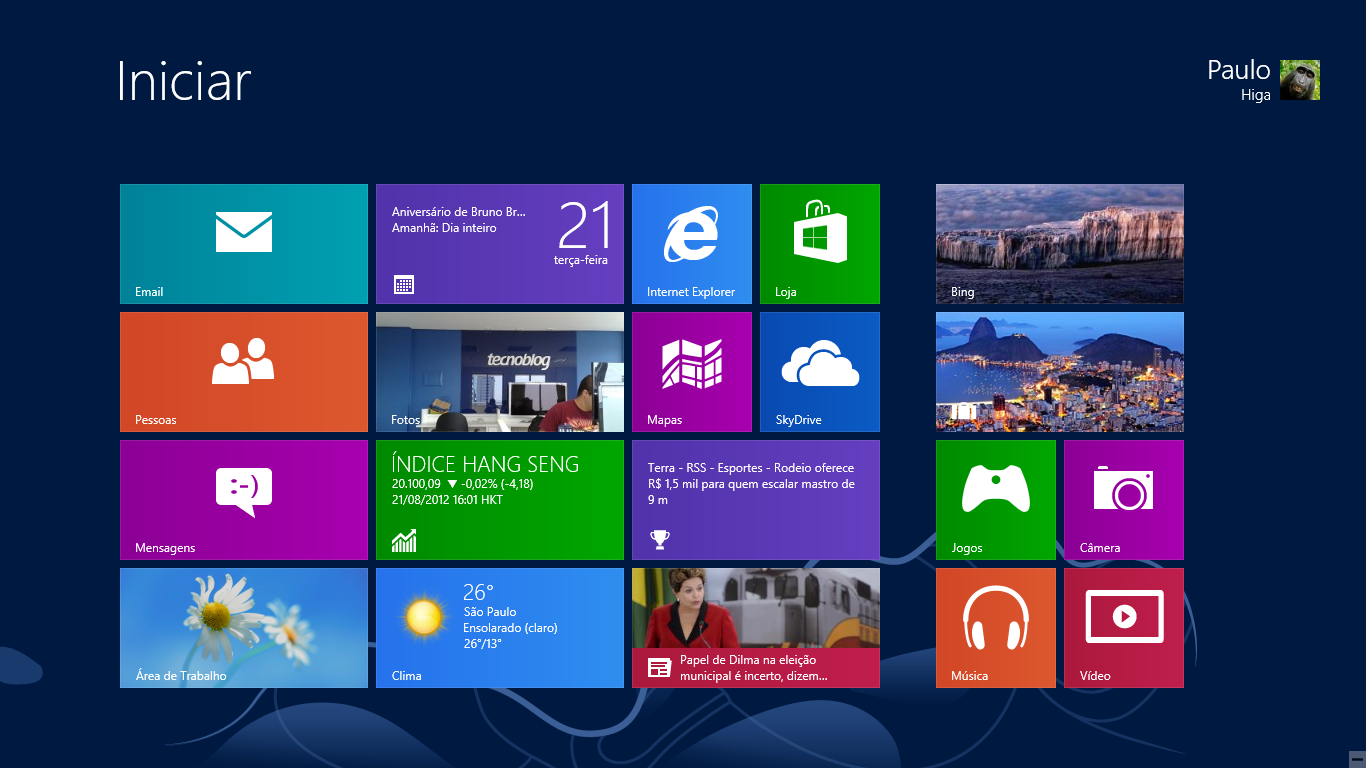 Iniciar
Paulo
Higa
Email
Aniversário de Bruno Br...
Amanhã: Dia inteiro
21
terça-feira
Internet Explorer
Loja
Bing
Pessoas
tecnoblog
Fotos
Mapas
SkyDrive
Mensagens
:-)
ÍNDICE HANG SENG
20.100,09 ▼ -0,02% (-4,18)
21/08/2012 16:01 HKT
Terra - RSS - Esportes - Rodeio oferece
R$ 1,5 mil para quem escalar mastro de
9 m
Jogos
Câmera
Área de Trabalho
26°
São Paulo
Ensolarado (claro)
26°/13°
Clima
Papel de Dilma na eleição
municipal é incerto, dizem...
Música
Vídeo